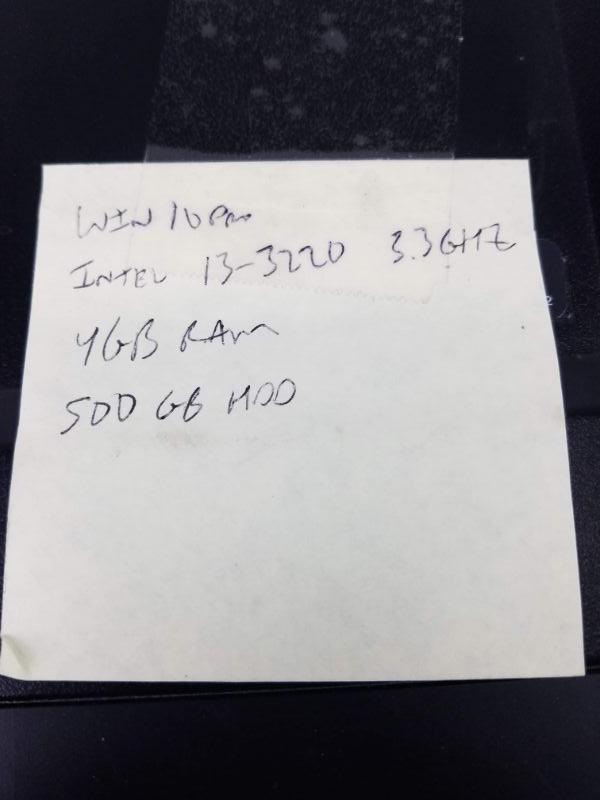 WIN 10 Pro
INTEL i3-3220 3.3GHZ
4GB RAM
500 GB HDD